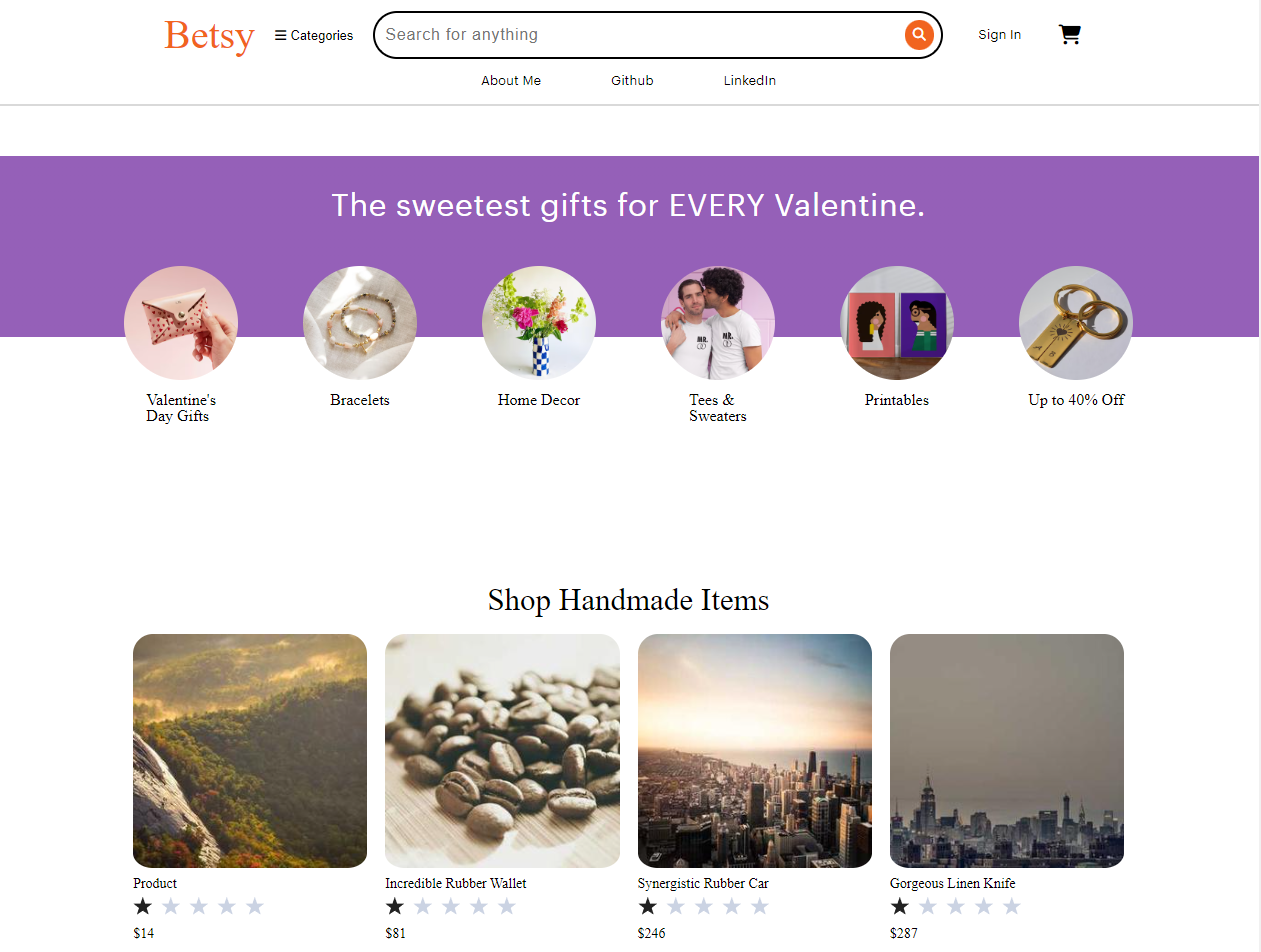 Betsy
Categories
Search for anything
Sign In
About Me
Github
LinkedIn
The sweetest gifts for EVERY Valentine.
Valentine's
Day Gifts
Bracelets
Home Decor
Tees &
Sweaters
MR.
MR.
Printables
Up to 40% Off
Shop Handmade Items
Product
$14
Incredible Rubber Wallet
$81
Synergistic Rubber Car
$246
Gorgeous Linen Knife
$287